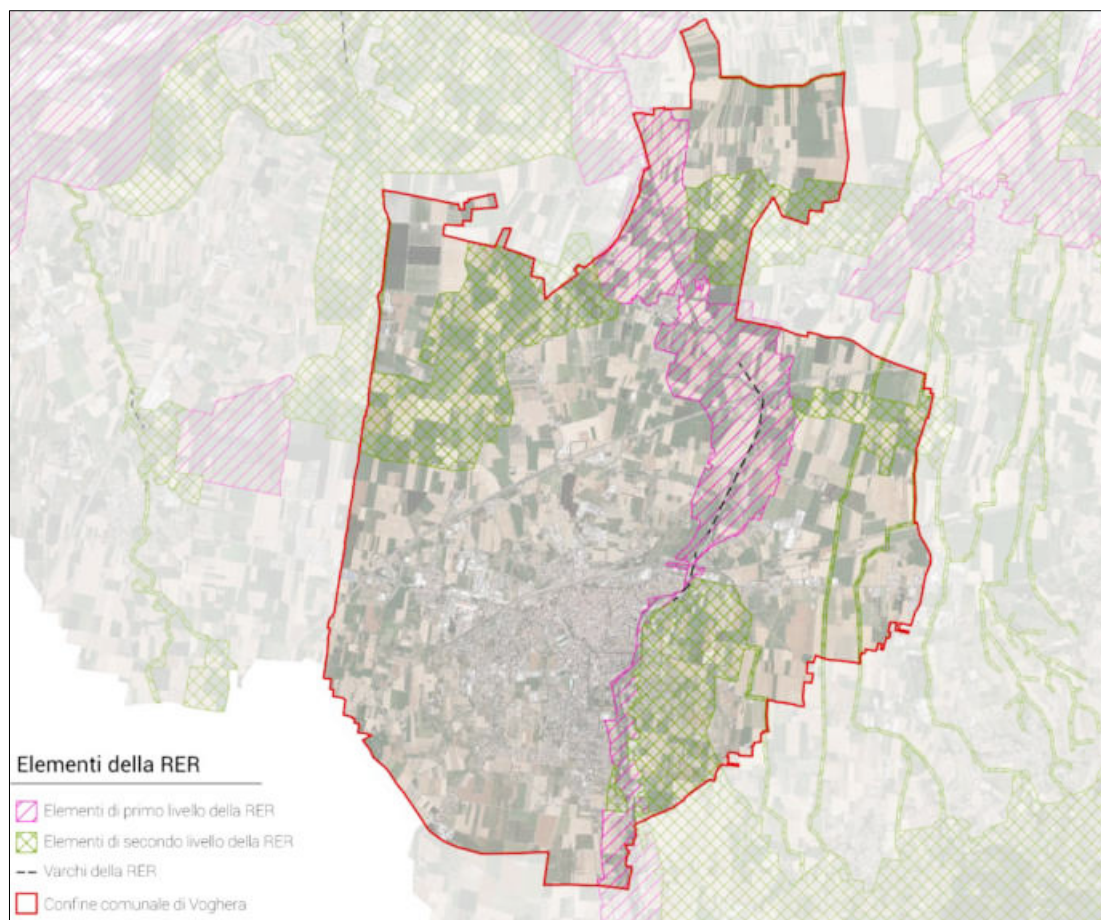 Elementi della RER
Elementi di primo livello della RER
Elementi di secondo livello della RER
Varchi della RER
Confine comunale di Voghera